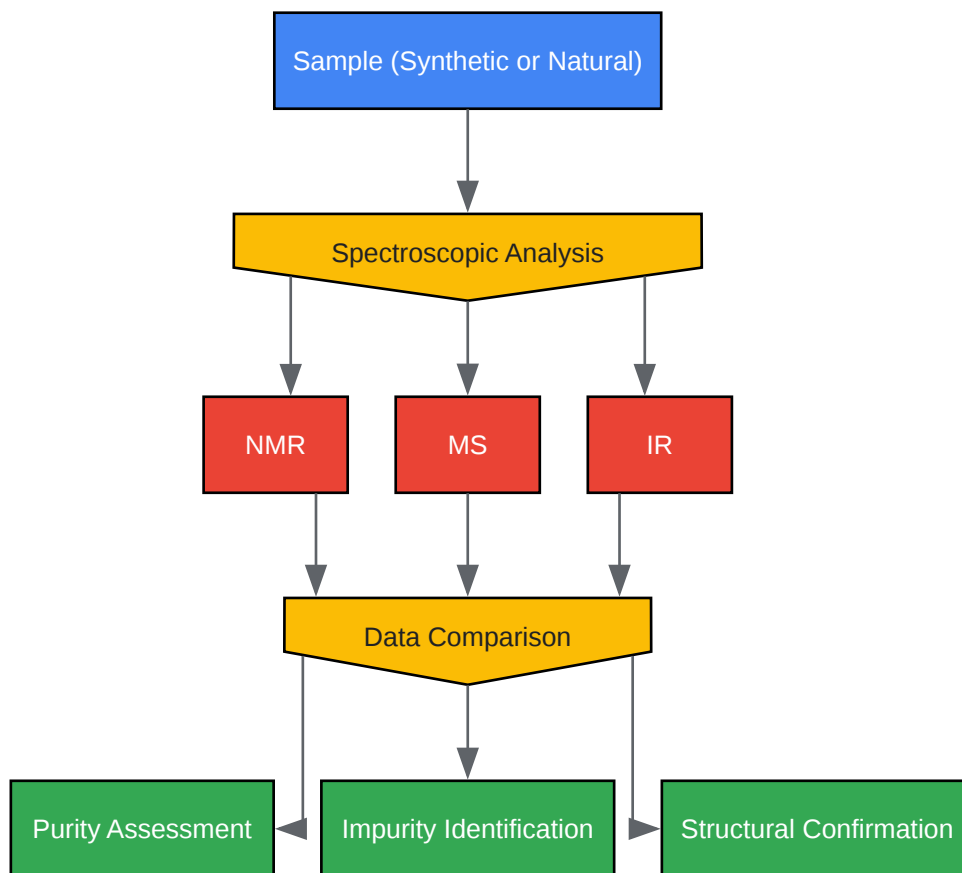 Sample (Synthetic or Natural)
Spectroscopic Analysis
NMR
MS
IR
Data Comparison
Purity Assessment
Impurity Identification
Structural Confirmation